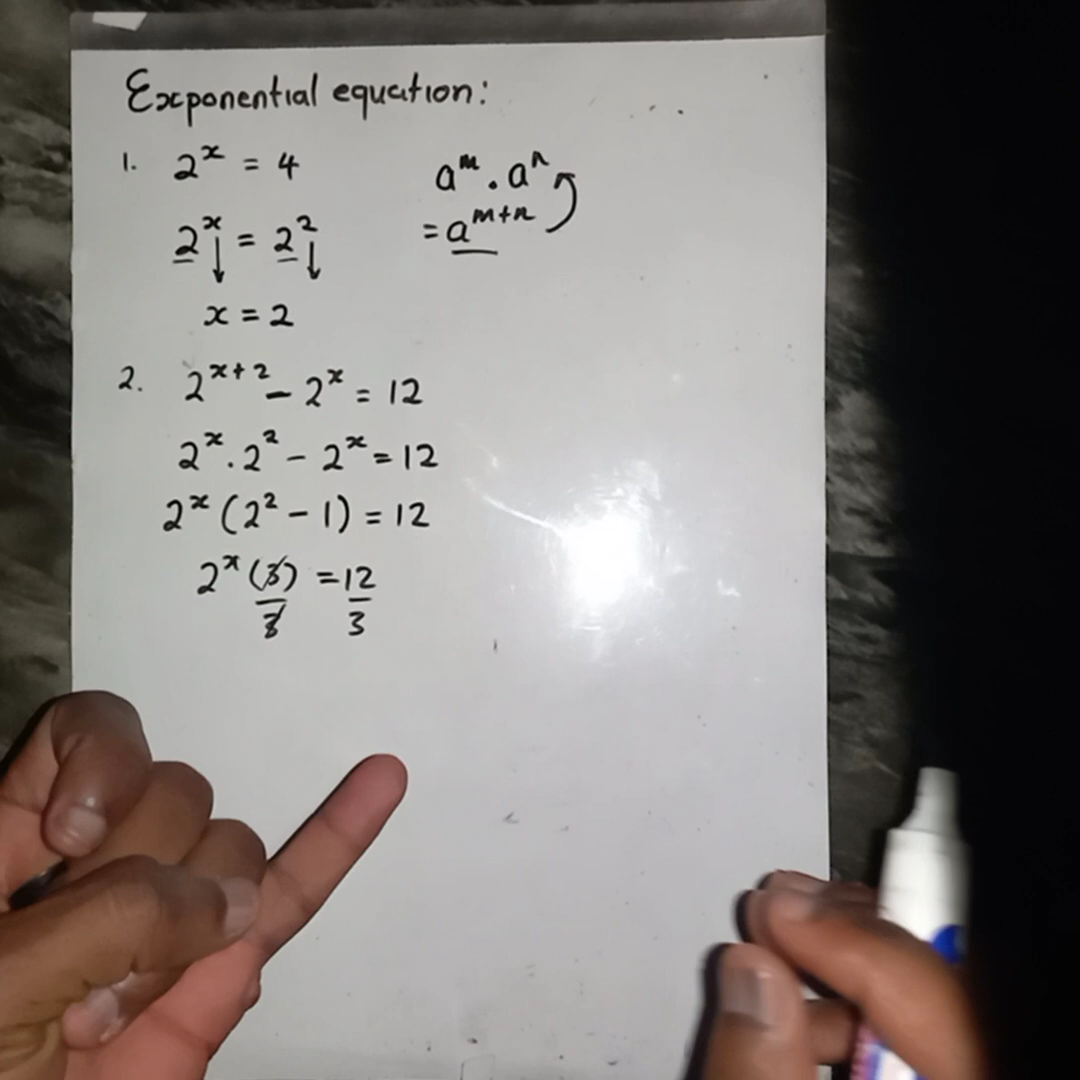 Exponential equation:
1. 2^x = 4
2^x = 2^2
x = 2
a^m . a^n
= a^(m+n)
2. 2^(x+2) - 2^x = 12
2^x . 2^2 - 2^x = 12
2^x (2^2 - 1) = 12
2^x (3)/3 = 12/3